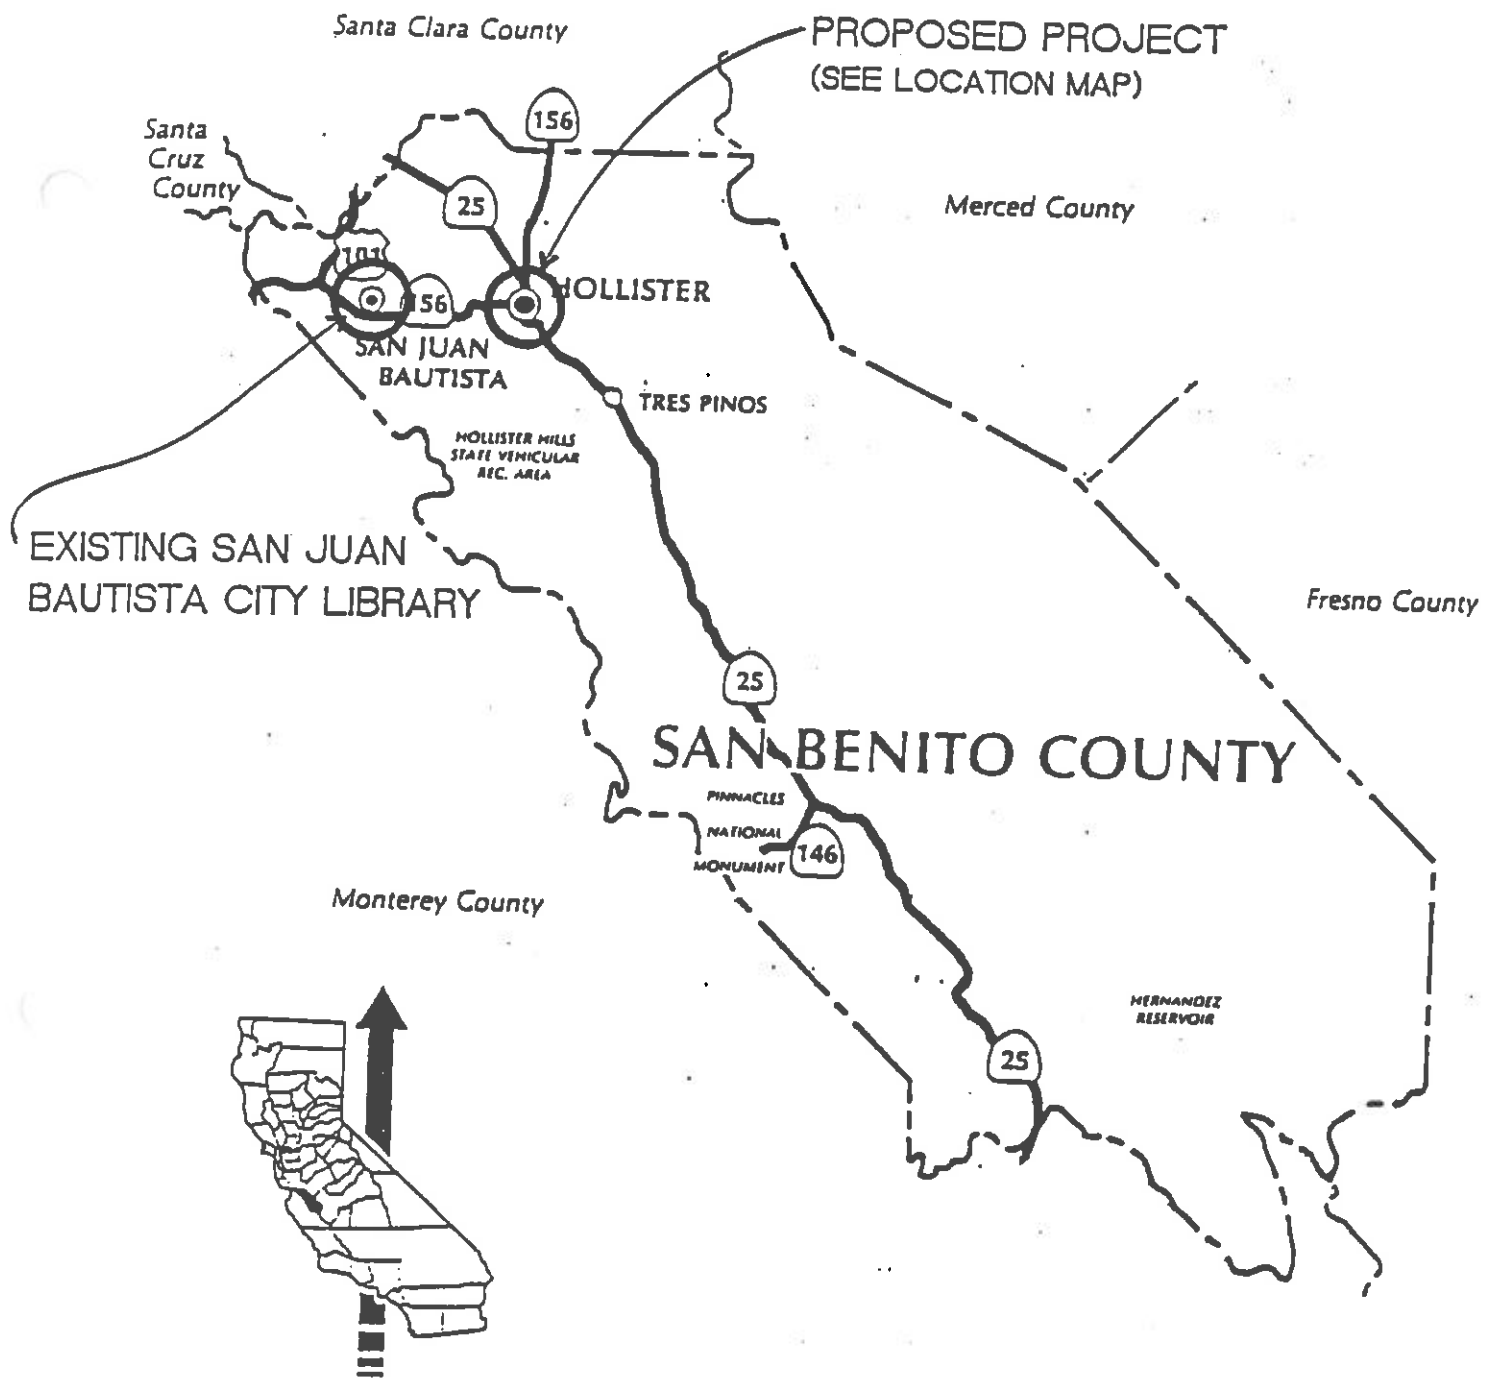 Santa Clara County
PROPOSED PROJECT
(SEE LOCATION MAP)
156
Santa
Cruz
County
25
Merced County
101
156
HOLLISTER
SAN JUAN
BAUTISTA
TRES PINOS
HOLLISTER HILLS
STATE VEHICULAR
REC. AREA
EXISTING SAN JUAN
BAUTISTA CITY LIBRARY
Fresno County
25
SAN BENITO COUNTY
PINNACLES
NATIONAL
MONUMENT
146
Monterey County
HERNANDEZ
RESERVOIR
25